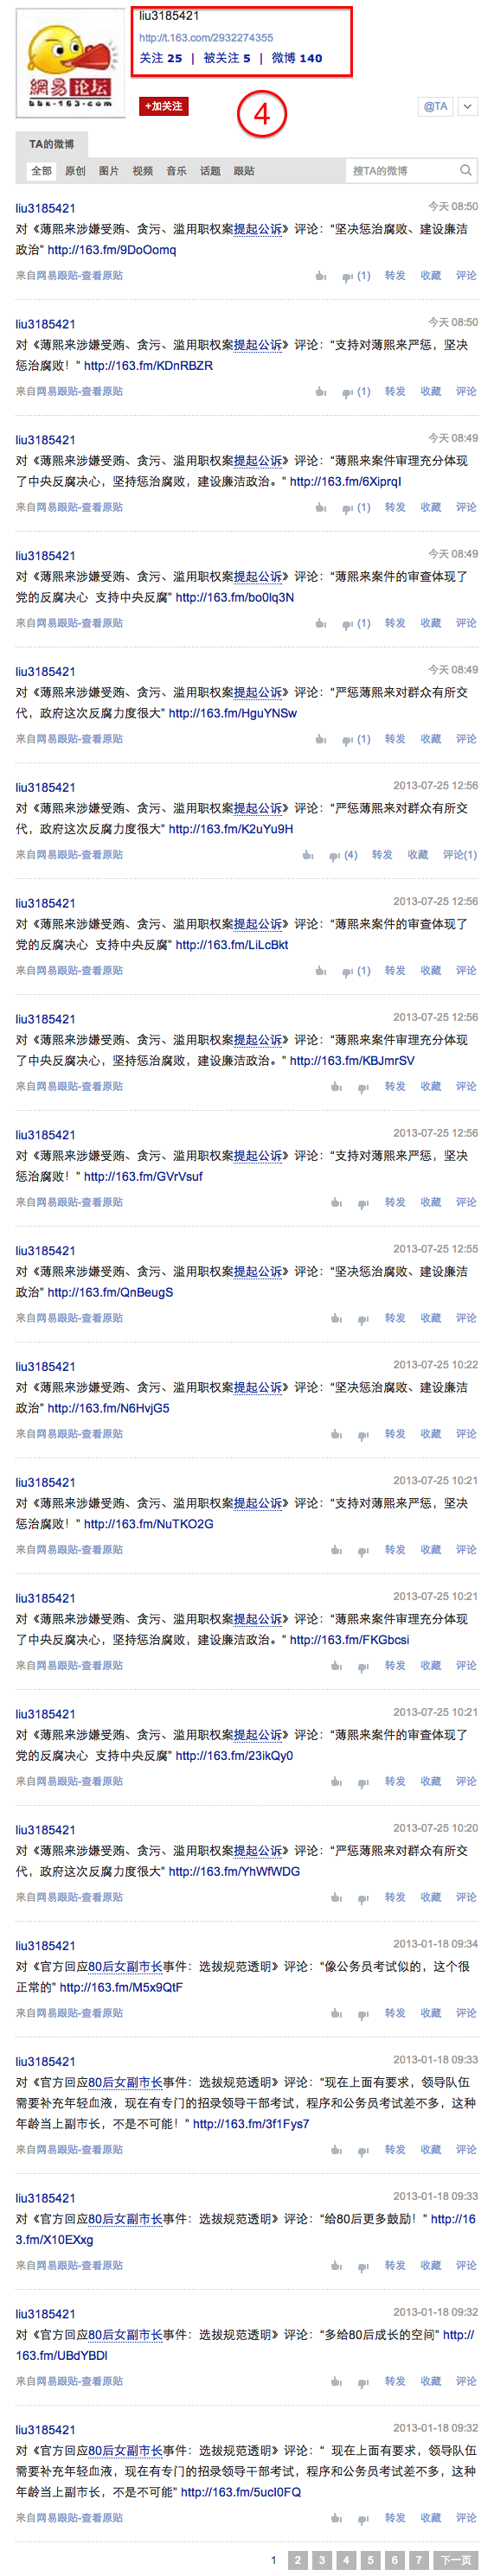 liu3185421
http://t.163.com/2932274355
关注 25 | 被关注 5 | 微博 140
網易论坛
bbs.163.com
+加关注
4
@TA
TA的微博
全部 原创 图片 视频 音乐 话题 跟贴 搜TA的微博
liu3185421 今天 08:50
对《薄熙来涉嫌受贿、贪污、滥用职权案提起公诉》评论：“坚决惩治腐败、建设廉洁
政治” http://163.fm/9DoOomq
来自网易跟贴-查看原贴 (1) 转发 收藏 评论
liu3185421 今天 08:50
对《薄熙来涉嫌受贿、贪污、滥用职权案提起公诉》评论：“支持对薄熙来严惩，坚决
惩治腐败！” http://163.fm/KDnRBZR
来自网易跟贴-查看原贴 (1) 转发 收藏 评论
liu3185421 今天 08:49
对《薄熙来涉嫌受贿、贪污、滥用职权案提起公诉》评论：“薄熙来案件审理充分体现
了中央反腐决心，坚持惩治腐败，建设廉洁政治。” http://163.fm/6XiprqI
来自网易跟贴-查看原贴 (1) 转发 收藏 评论
liu3185421 今天 08:49
对《薄熙来涉嫌受贿、贪污、滥用职权案提起公诉》评论：“薄熙来案件的审查体现了
党的反腐决心  支持中央反腐” http://163.fm/bo0lq3N
来自网易跟贴-查看原贴 (1) 转发 收藏 评论
liu3185421 今天 08:49
对《薄熙来涉嫌受贿、贪污、滥用职权案提起公诉》评论：“严惩薄熙来对群众有所交
代，政府这次反腐力度很大” http://163.fm/HguYNSw
来自网易跟贴-查看原贴 (1) 转发 收藏 评论
liu3185421 2013-07-25 12:56
对《薄熙来涉嫌受贿、贪污、滥用职权案提起公诉》评论：“严惩薄熙来对群众有所交
代，政府这次反腐力度很大” http://163.fm/K2uYu9H
来自网易跟贴-查看原贴 (4) 转发 收藏 评论(1)
liu3185421 2013-07-25 12:56
对《薄熙来涉嫌受贿、贪污、滥用职权案提起公诉》评论：“薄熙来案件的审查体现了
党的反腐决心  支持中央反腐” http://163.fm/LiLcBkt
来自网易跟贴-查看原贴 (1) 转发 收藏 评论
liu3185421 2013-07-25 12:56
对《薄熙来涉嫌受贿、贪污、滥用职权案提起公诉》评论：“薄熙来案件审理充分体现
了中央反腐决心，坚持惩治腐败，建设廉洁政治。” http://163.fm/KBJmrSV
来自网易跟贴-查看原贴 转发 收藏 评论
liu3185421 2013-07-25 12:56
对《薄熙来涉嫌受贿、贪污、滥用职权案提起公诉》评论：“支持对薄熙来严惩，坚决
惩治腐败！” http://163.fm/GVrVsuf
来自网易跟贴-查看原贴 转发 收藏 评论
liu3185421 2013-07-25 12:55
对《薄熙来涉嫌受贿、贪污、滥用职权案提起公诉》评论：“坚决惩治腐败、建设廉洁
政治” http://163.fm/QnBeugS
来自网易跟贴-查看原贴 转发 收藏 评论
liu3185421 2013-07-25 10:22
对《薄熙来涉嫌受贿、贪污、滥用职权案提起公诉》评论：“坚决惩治腐败、建设廉洁
政治” http://163.fm/N6HvjG5
来自网易跟贴-查看原贴 转发 收藏 评论
liu3185421 2013-07-25 10:21
对《薄熙来涉嫌受贿、贪污、滥用职权案提起公诉》评论：“支持对薄熙来严惩，坚决
惩治腐败！” http://163.fm/NuTKO2G
来自网易跟贴-查看原贴 转发 收藏 评论
liu3185421 2013-07-25 10:21
对《薄熙来涉嫌受贿、贪污、滥用职权案提起公诉》评论：“薄熙来案件审理充分体现
了中央反腐决心，坚持惩治腐败，建设廉洁政治。” http://163.fm/FKGbcsi
来自网易跟贴-查看原贴 转发 收藏 评论
liu3185421 2013-07-25 10:21
对《薄熙来涉嫌受贿、贪污、滥用职权案提起公诉》评论：“薄熙来案件的审查体现了
党的反腐决心  支持中央反腐” http://163.fm/23ikQy0
来自网易跟贴-查看原贴 转发 收藏 评论
liu3185421 2013-07-25 10:20
对《薄熙来涉嫌受贿、贪污、滥用职权案提起公诉》评论：“严惩薄熙来对群众有所交
代，政府这次反腐力度很大” http://163.fm/YhWfWDG
来自网易跟贴-查看原贴 转发 收藏 评论
liu3185421 2013-01-18 09:34
对《官方回应80后女副市长事件：选拔规范透明》评论：“像公务员考试似的，这个很
正常的” http://163.fm/M5x9QtF
来自网易跟贴-查看原贴 转发 收藏 评论
liu3185421 2013-01-18 09:33
对《官方回应80后女副市长事件：选拔规范透明》评论：“现在上面有要求，领导队伍
需要补充年轻血液，现在有专门的招录领导干部考试，程序和公务员考试差不多，这种
年龄当上副市长，不是不可能！” http://163.fm/3f1Fys7
来自网易跟贴-查看原贴 转发 收藏 评论
liu3185421 2013-01-18 09:33
对《官方回应80后女副市长事件：选拔规范透明》评论：“给80后更多鼓励！” http://16
3.fm/X10EXxg
来自网易跟贴-查看原贴 转发 收藏 评论
liu3185421 2013-01-18 09:32
对《官方回应80后女副市长事件：选拔规范透明》评论：“多给80后成长的空间” http://
163.fm/UBdYBDl
来自网易跟贴-查看原贴 转发 收藏 评论
liu3185421 2013-01-18 09:32
对《官方回应80后女副市长事件：选拔规范透明》评论：“ 现在上面有要求，领导队伍
需要补充年轻血液，现在有专门的招录领导干部考试，程序和公务员考试差不多，这种
年龄当上副市长，不是不可能” http://163.fm/5ucI0FQ
来自网易跟贴-查看原贴 转发 收藏 评论
1 2 3 4 5 6 7 下一页